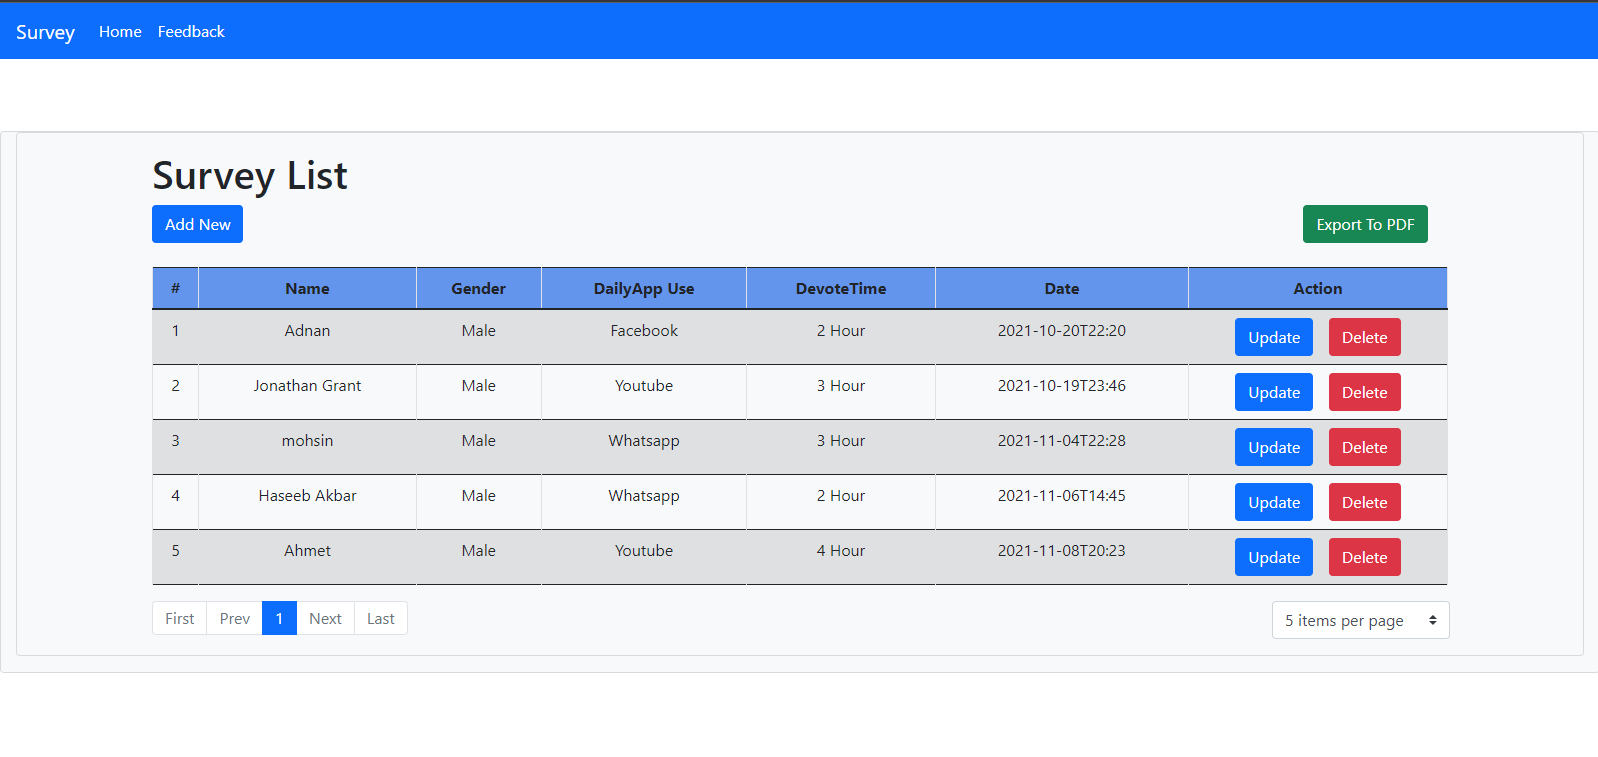 Survey Home Feedback
Survey List
Add New Export To PDF
# Name Gender DailyApp Use DevoteTime Date Action
1 Adnan Male Facebook 2 Hour 2021-10-20T22:20 Update Delete
2 Jonathan Grant Male Youtube 3 Hour 2021-10-19T23:46 Update Delete
3 mohsin Male Whatsapp 3 Hour 2021-11-04T22:28 Update Delete
4 Haseeb Akbar Male Whatsapp 2 Hour 2021-11-06T14:45 Update Delete
5 Ahmet Male Youtube 4 Hour 2021-11-08T20:23 Update Delete
First Prev 1 Next Last 5 items per page